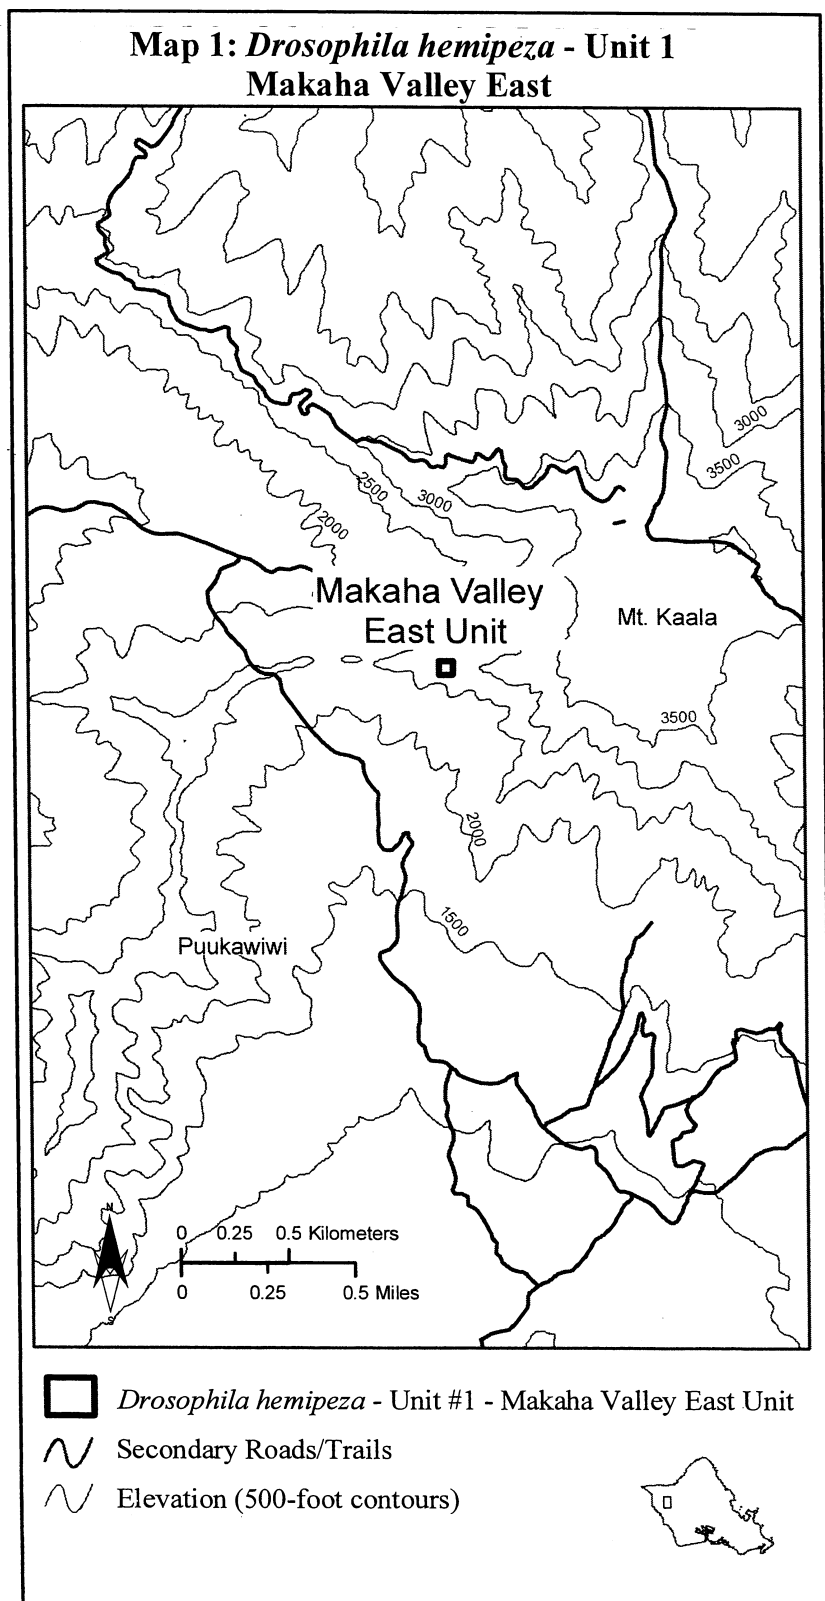 Map 1: Drosophila hemipeza - Unit 1
Makaha Valley East
3000
3500
2500
3000
2000
Makaha Valley
East Unit
Mt. Kaala
3500
2000
1500
Puukawiwi
N
0 0.25 0.5 Kilometers
0 0.25 0.5 Miles
S
Drosophila hemipeza - Unit #1 - Makaha Valley East Unit
Secondary Roads/Trails
Elevation (500-foot contours)